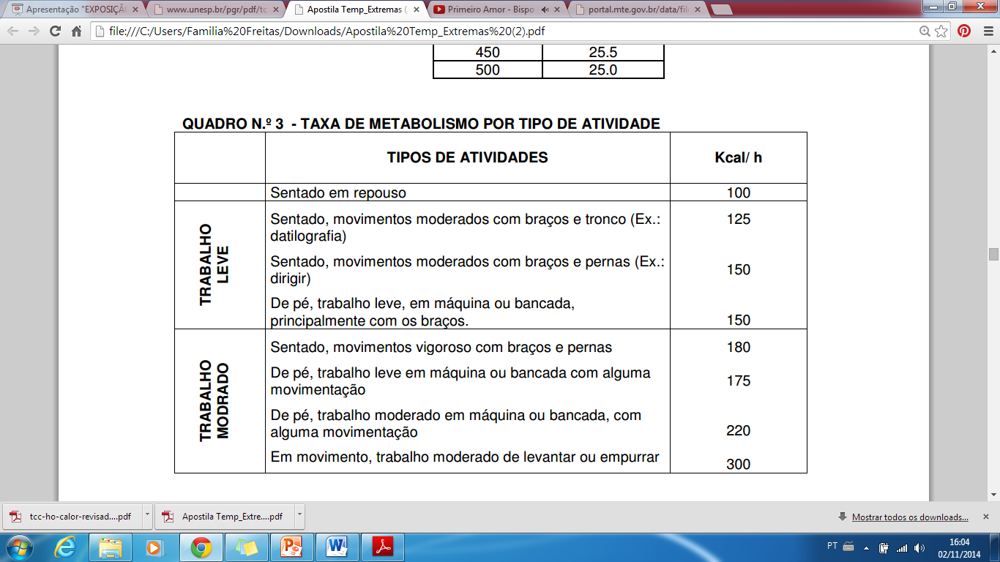 Apresentação "EXPOSIÇÃO
www.unesp.br/pgr/pdf/tc
Apostila Temp_Extremas (
Primeiro Amor - Bispo
portal.mte.gov.br/data/file
file:///C:/Users/Familia%20Freitas/Downloads/Apostila%20Temp_Extremas%20(2).pdf
450 25.5
500 25.0
QUADRO N.º 3 - TAXA DE METABOLISMO POR TIPO DE ATIVIDADE
TIPOS DE ATIVIDADES Kcal/ h
Sentado em repouso 100
TRABALHO
LEVE
Sentado, movimentos moderados com braços e tronco (Ex.: 125
datilografia)
Sentado, movimentos moderados com braços e pernas (Ex.: 150
dirigir)
De pé, trabalho leve, em máquina ou bancada,
principalmente com os braços. 150
TRABALHO
MODRADO
Sentado, movimentos vigoroso com braços e pernas 180
De pé, trabalho leve em máquina ou bancada com alguma 175
movimentação
De pé, trabalho moderado em máquina ou bancada, com
alguma movimentação 220
Em movimento, trabalho moderado de levantar ou empurrar 300
tcc-ho-calor-revisad....pdf
Apostila Temp_Extre....pdf
Mostrar todos os downloads...
PT
16:04
02/11/2014